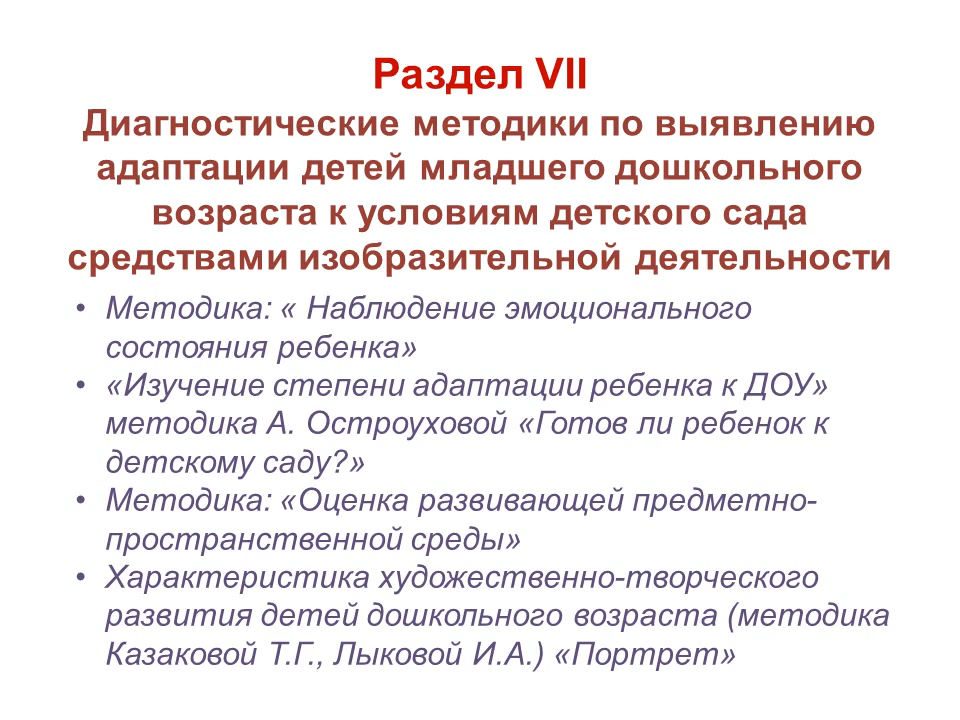 Раздел VII
Диагностические методики по выявлению
адаптации детей младшего дошкольного
возраста к условиям детского сада
средствами изобразительной деятельности
• Методика: « Наблюдение эмоционального
состояния ребенка»
• «Изучение степени адаптации ребенка к ДОУ»
методика А. Остроуховой «Готов ли ребенок к
детскому саду?»
• Методика: «Оценка развивающей предметно-
пространственной среды»
• Характеристика художественно-творческого
развития детей дошкольного возраста (методика
Казаковой Т.Г., Лыковой И.А.) «Портрет»